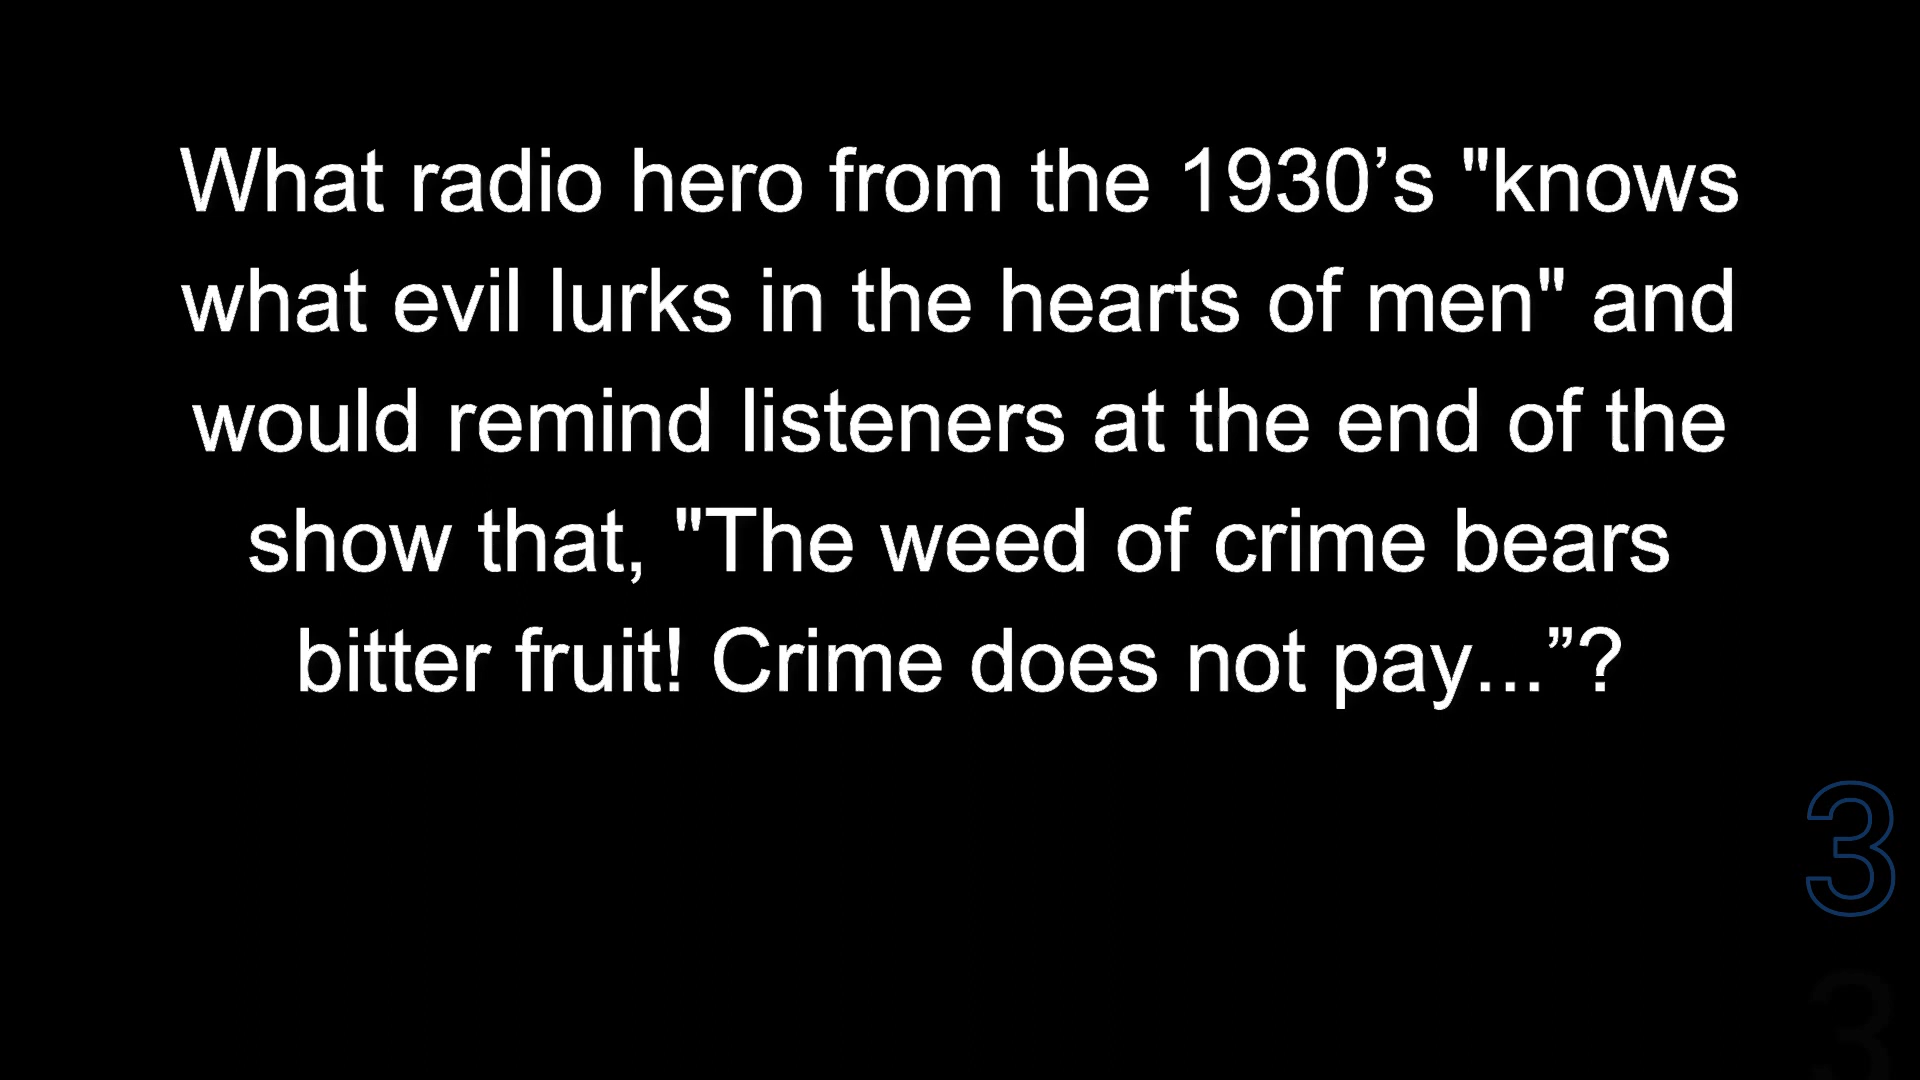 What radio hero from the 1930’s "knows
what evil lurks in the hearts of men" and
would remind listeners at the end of the
show that, "The weed of crime bears
bitter fruit! Crime does not pay...”?
3
3